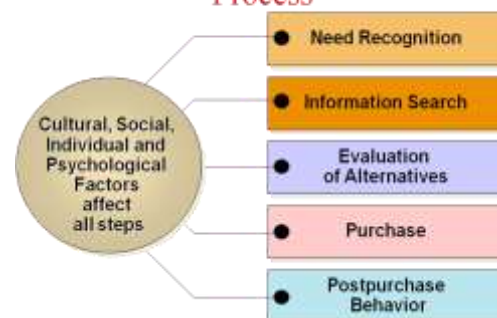 Process
Need Recognition
Information Search
Cultural, Social,
Individual and
Psychological
Factors
affect
all steps
Evaluation
of Alternatives
Purchase
Postpurchase
Behavior